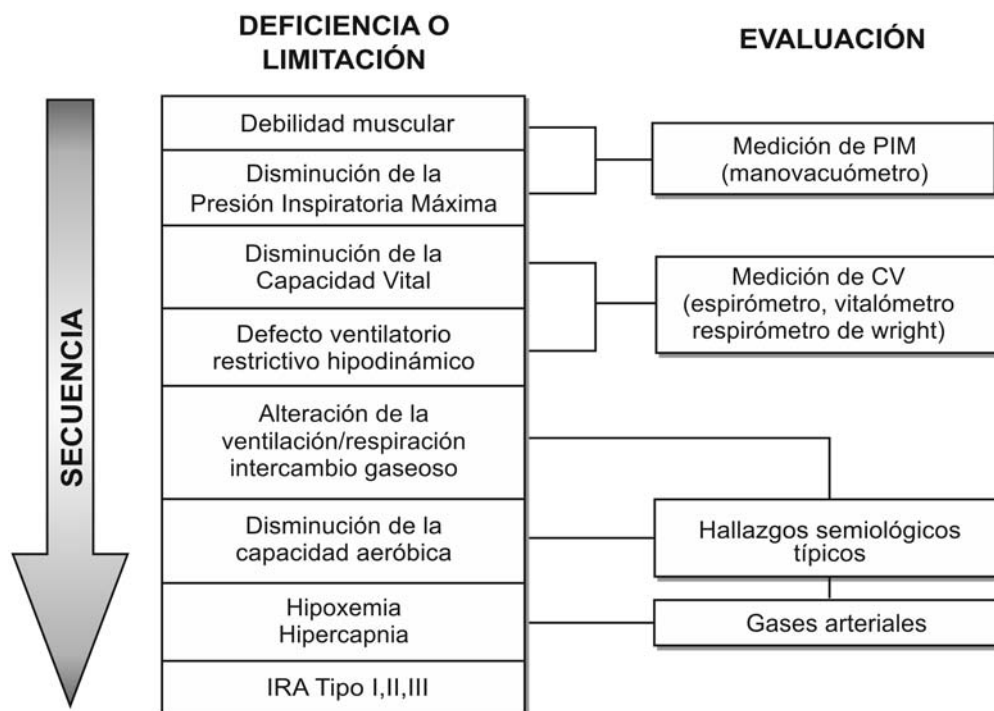 DEFICIENCIA O
LIMITACIÓN
EVALUACIÓN
SECUENCIA
Debilidad muscular
Disminución de la
Presión Inspiratoria Máxima
Disminución de la
Capacidad Vital
Defecto ventilatorio
restrictivo hipodinámico
Alteración de la
ventilación/respiración
intercambio gaseoso
Disminución de la
capacidad aeróbica
Hipoxemia
Hipercapnia
IRA Tipo I,II,III
Medición de PIM
(manovacuómetro)
Medición de CV
(espirómetro, vitalómetro
respirómetro de wright)
Hallazgos semiológicos
típicos
Gases arteriales